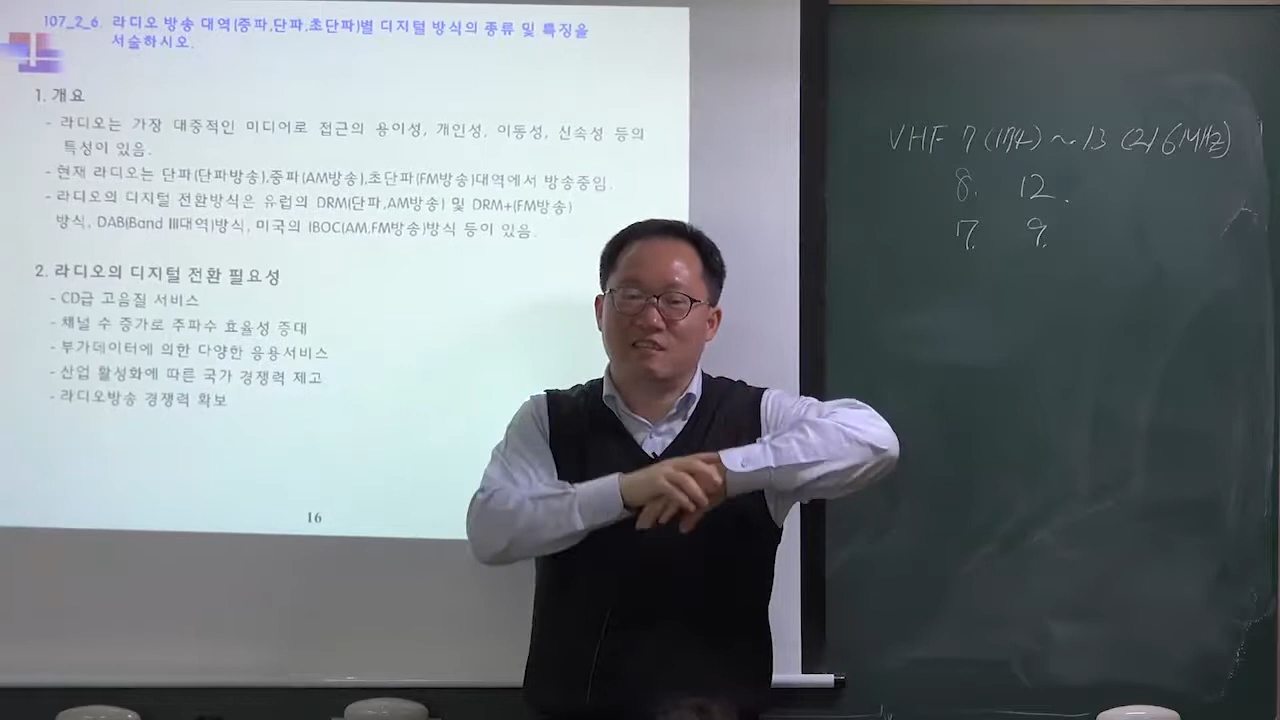 107_2_6. 라디오 방송 대역(중파,단파,초단파)별 디지털 방식의 종류 및 특징을
서술하시오.
1. 개요
- 라디오는 가장 대중적인 미디어로 접근의 용이성, 개인성, 이동성, 신속성 등의
특성이 있음.
- 현재 라디오는 단파(단파방송),중파(AM방송),초단파(FM방송)대역에서 방송중임.
- 라디오의 디지털 전환방식은 유럽의 DRM(단파,AM방송) 및 DRM+(FM방송)
방식, DAB(Band III대역)방식, 미국의 IBOC(AM,FM방송)방식 등이 있음.
2. 라디오의 디지털 전환 필요성
- CD급 고음질 서비스
- 채널 수 증가로 주파수 효율성 증대
- 부가데이터에 의한 다양한 응용서비스
- 산업 활성화에 따른 국가 경쟁력 제고
- 라디오방송 경쟁력 확보
16
VHF 7 (174) ~ 13 (216MHz)
8. 12.
7. 9.